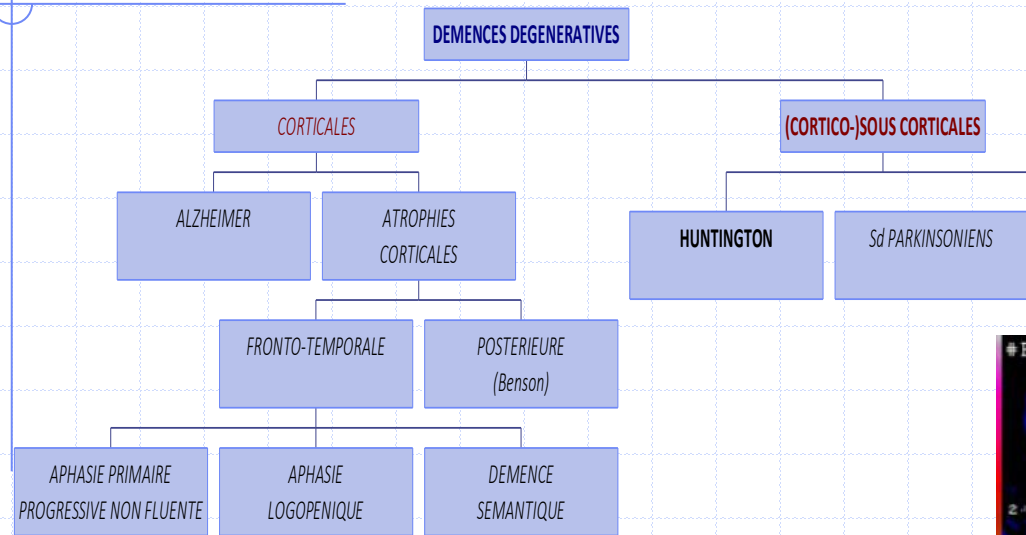 DEMENCES DEGENERATIVES
CORTICALES
(CORTICO-)SOUS CORTICALES
ALZHEIMER
ATROPHIES
CORTICALES
HUNTINGTON
Sd PARKINSONIENS
FRONTO-TEMPORALE
POSTERIEURE
(Benson)
APHASIE PRIMAIRE
PROGRESSIVE NON FLUENTE
APHASIE
LOGOPENIQUE
DEMENCE
SEMANTIQUE